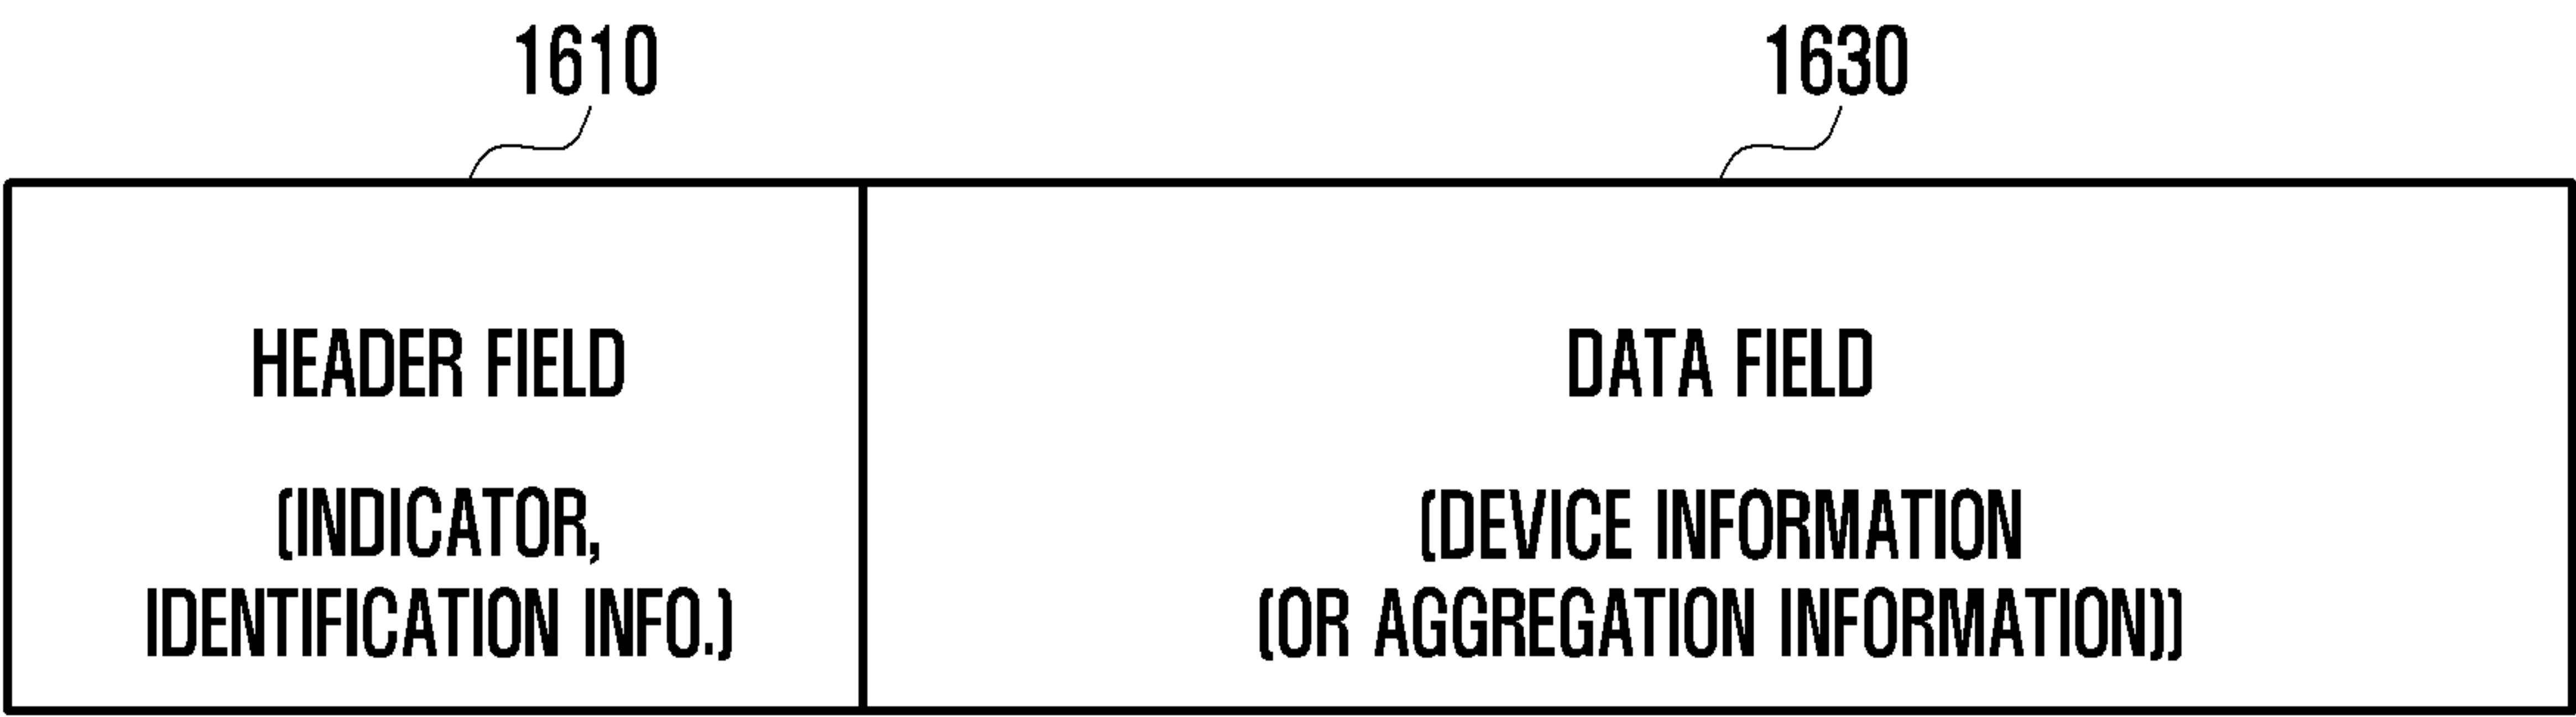 1610
1630
HEADER FIELD
(INDICATOR,
IDENTIFICATION INFO.)
DATA FIELD
(DEVICE INFORMATION
(OR AGGREGATION INFORMATION))